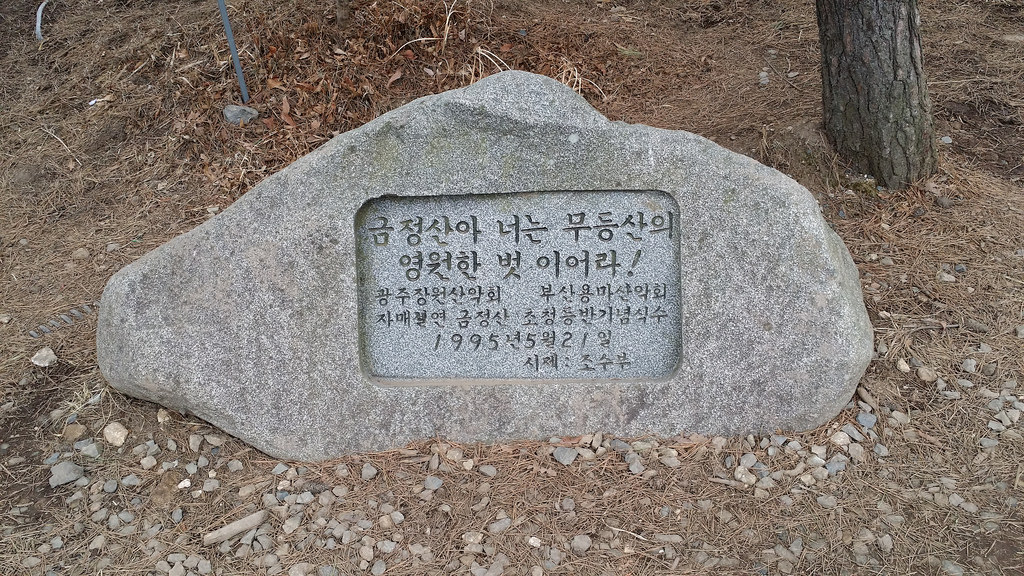 금정산아 너는 무등산의
영원한 벗 이어라!
광주장원산악회 부산용마산악회
자매결연 금정산 초청등반기념식수
1995년5월21일
시제: 조수부